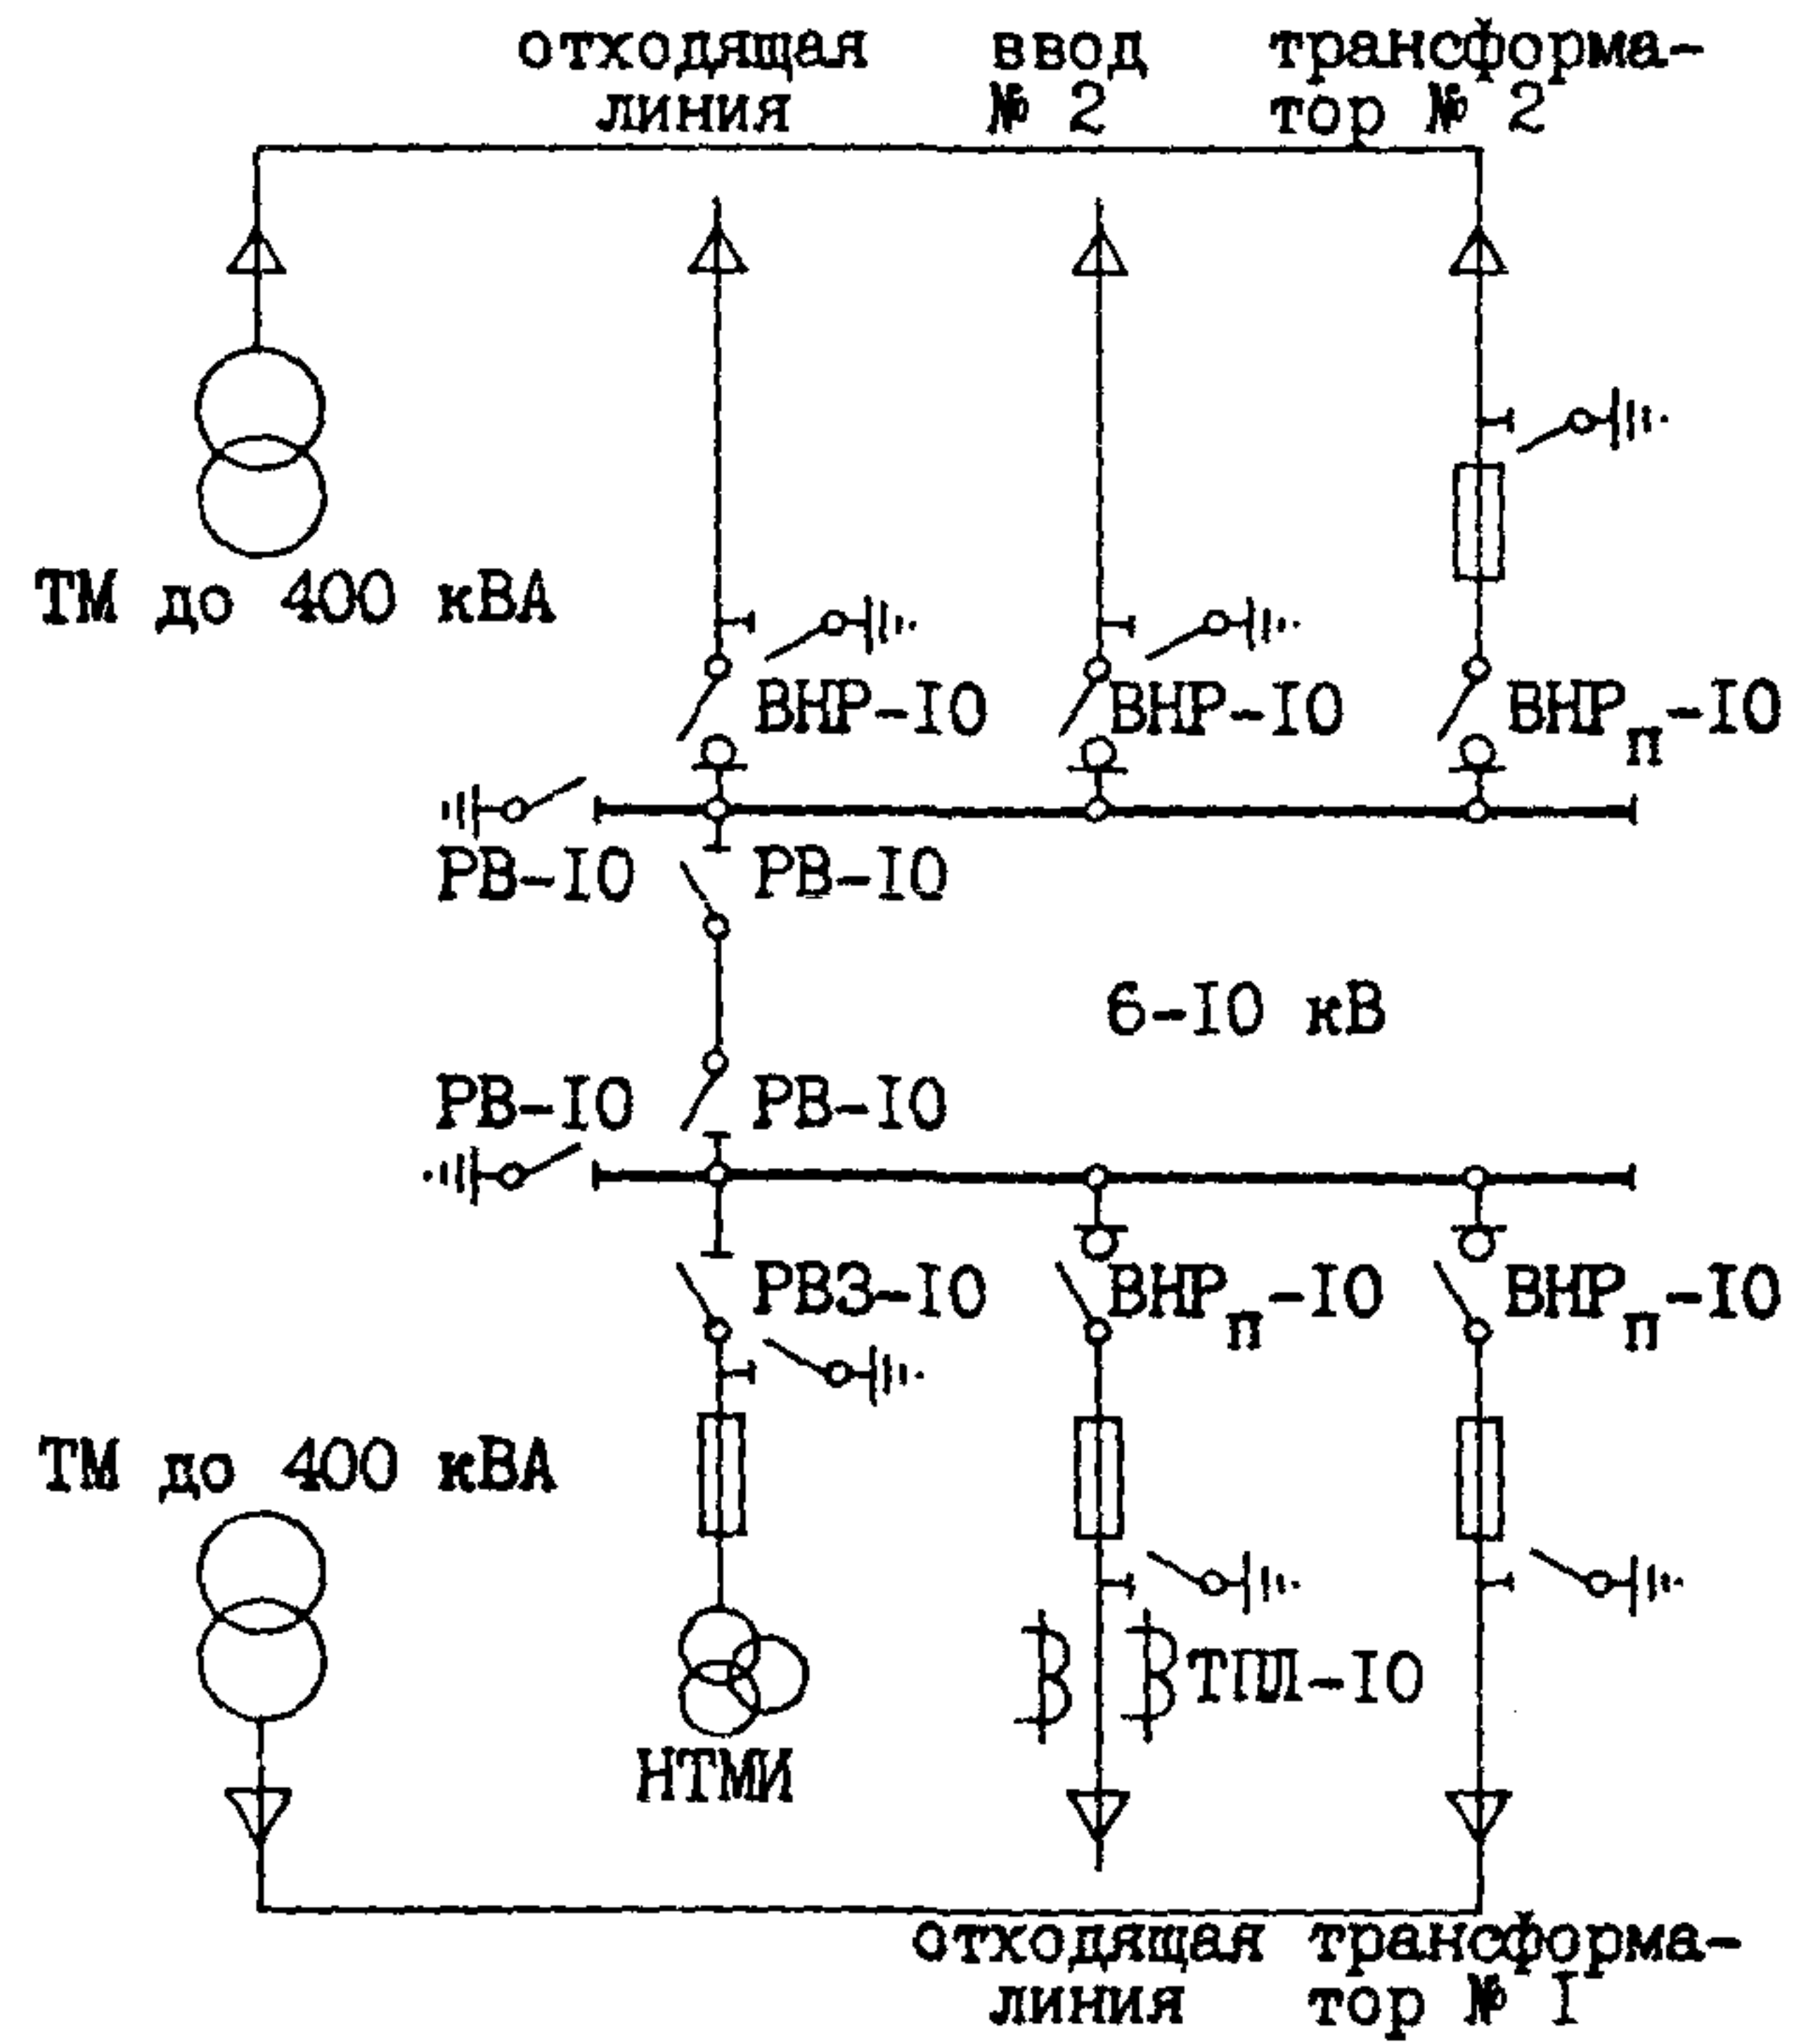 отходящая
линия
ввод
№ 2
трансформа-
тор № 2
ТМ до 400 кВА
ВНР-10
ВНР-10
ВНРп-10
РВ-10
РВ-10
6-10 кВ
РВ-10
РВ-10
РВЗ-10
ВНРп-10
ВНРп-10
ТМ до 400 кВА
ТПЛ-10
НТМИ
отходящая
линия
трансформа-
тор № 1